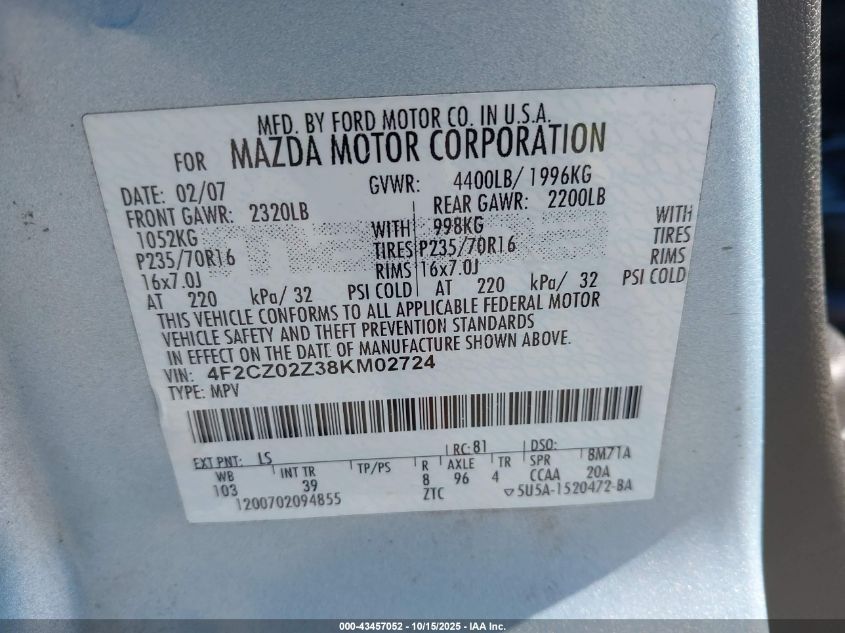 MFD. BY FORD MOTOR CO. IN U.S.A.
FOR MAZDA MOTOR CORPORATION
DATE: 02/07 GVWR: 4400LB/ 1996KG
FRONT GAWR: 2320LB REAR GAWR: 2200LB
1052KG WITH 998KG WITH
P235/70R16 TIRES P235/70R16 TIRES
16x7.0J RIMS 16x7.0J RIMS
AT 220 kPa/ 32 PSI COLD AT 220 kPa/ 32 PSI COLD
THIS VEHICLE CONFORMS TO ALL APPLICABLE FEDERAL MOTOR
VEHICLE SAFETY AND THEFT PREVENTION STANDARDS
IN EFFECT ON THE DATE OF MANUFACTURE SHOWN ABOVE.
VIN: 4F2CZ02Z38KM02724
TYPE: MPV
EXT PNT: LS RC: 81 DSO:
WB INT TR TP/PS R AXLE TR SPR BM71A
103 39 8 96 4 CCAA 20A
1200702094855 ZTC 5U5A-1520472-BA
000-43457052 - 10/15/2025 - IAA Inc.